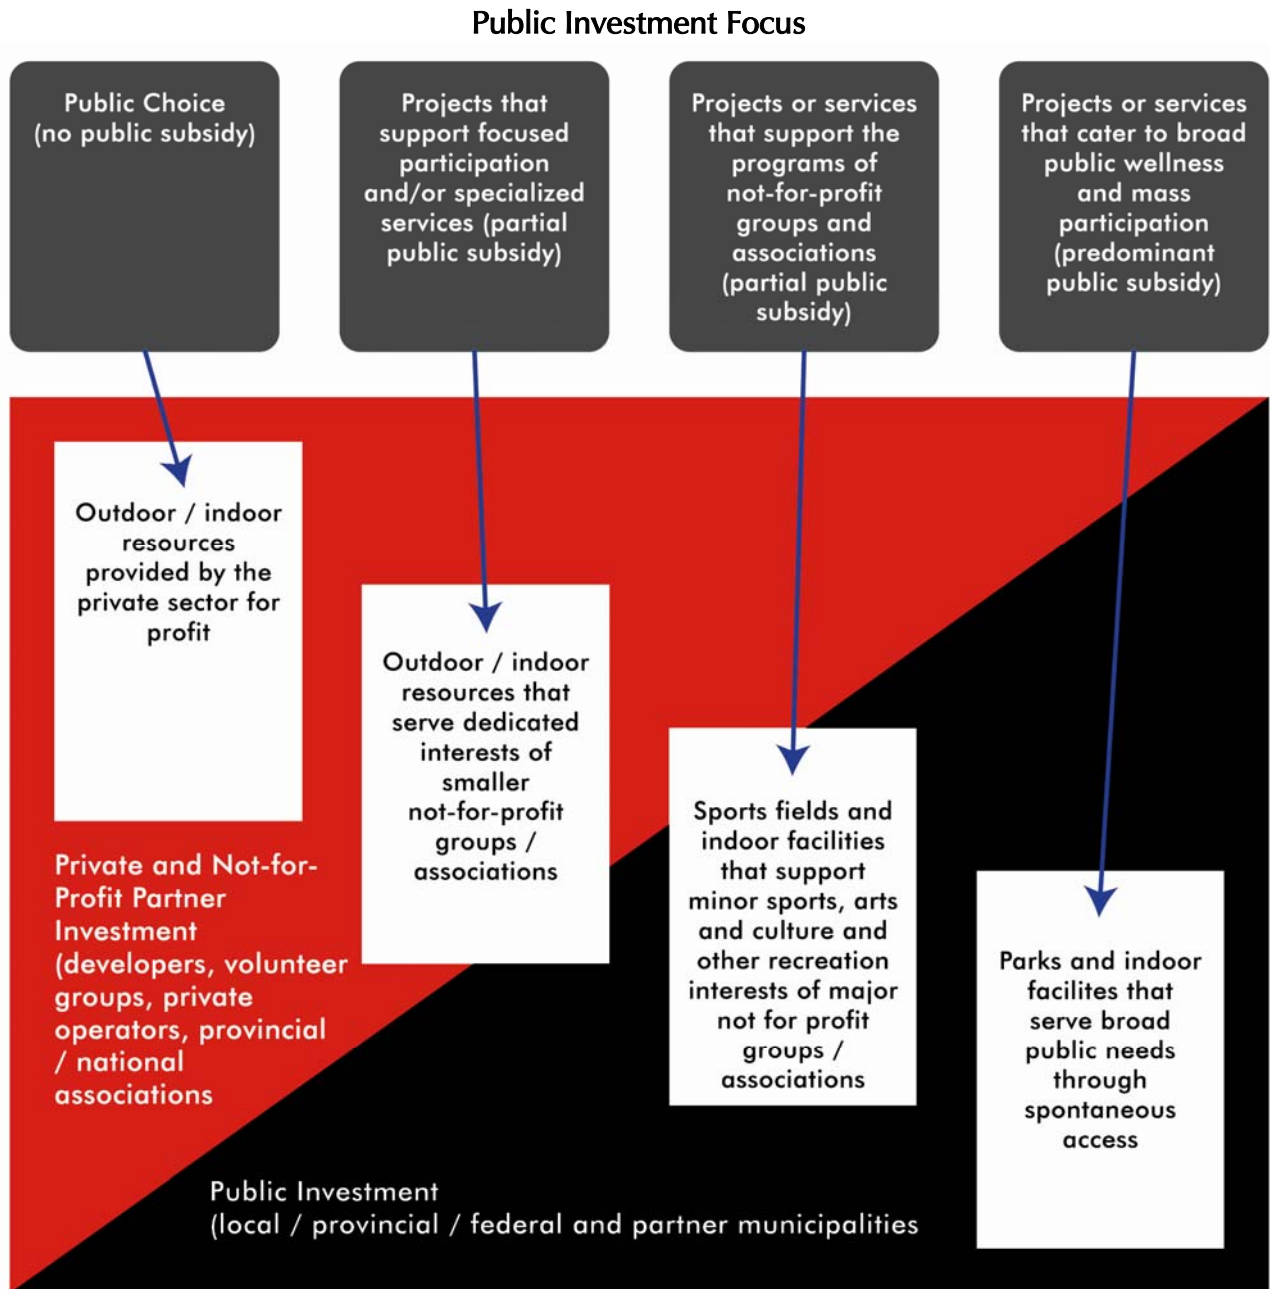 Public Investment Focus
Public Choice
(no public subsidy)
Projects that
support focused
participation
and/or specialized
services (partial
public subsidy)
Projects or services
that support the
programs of
not-for-profit
groups and
associations
(partial public
subsidy)
Projects or services
that cater to broad
public wellness
and mass
participation
(predominant
public subsidy)
Outdoor / indoor
resources
provided by the
private sector for
profit
Outdoor / indoor
resources that
serve dedicated
interests of
smaller
not-for-profit
groups /
associations
Sports fields and
indoor facilities
that support
minor sports, arts
and culture and
other recreation
interests of major
not for profit
groups /
associations
Parks and indoor
facilites that
serve broad
public needs
through
spontaneous
access
Private and Not-for-
Profit Partner
Investment
(developers, volunteer
groups, private
operators, provincial
/ national
associations
Public Investment
(local / provincial / federal and partner municipalities